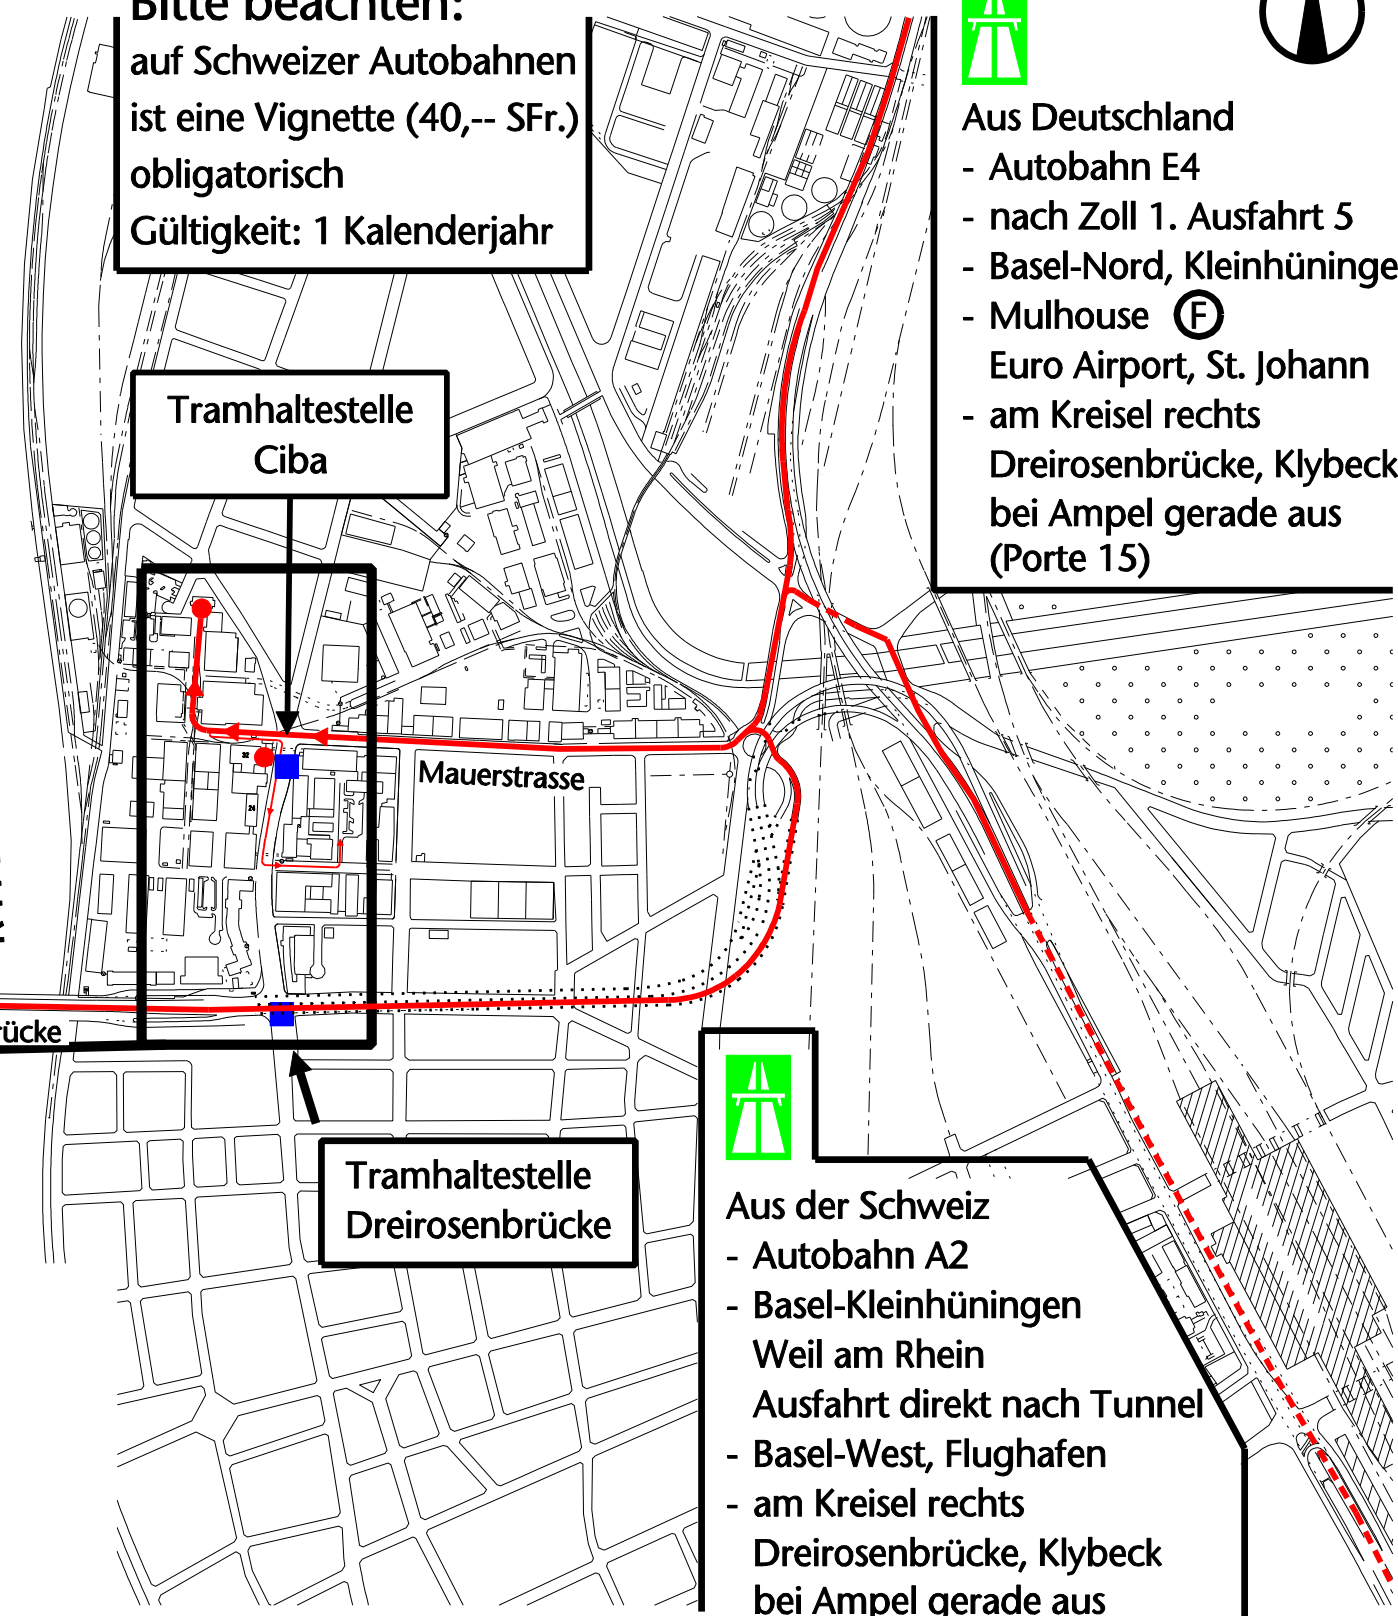 Bitte beachten:
auf Schweizer Autobahnen
ist eine Vignette (40,-- SFr.)
obligatorisch
Gültigkeit: 1 Kalenderjahr
Aus Deutschland
- Autobahn E4
- nach Zoll 1. Ausfahrt 5
- Basel-Nord, Kleinhüninge
- Mulhouse F
Euro Airport, St. Johann
- am Kreisel rechts
Dreirosenbrücke, Klybeck
bei Ampel gerade aus
(Porte 15)
Tramhaltestelle
Ciba
32
24
Mauerstrasse
rücke
Tramhaltestelle
Dreirosenbrücke
Aus der Schweiz
- Autobahn A2
- Basel-Kleinhüningen
Weil am Rhein
Ausfahrt direkt nach Tunnel
- Basel-West, Flughafen
- am Kreisel rechts
Dreirosenbrücke, Klybeck
bei Ampel gerade aus